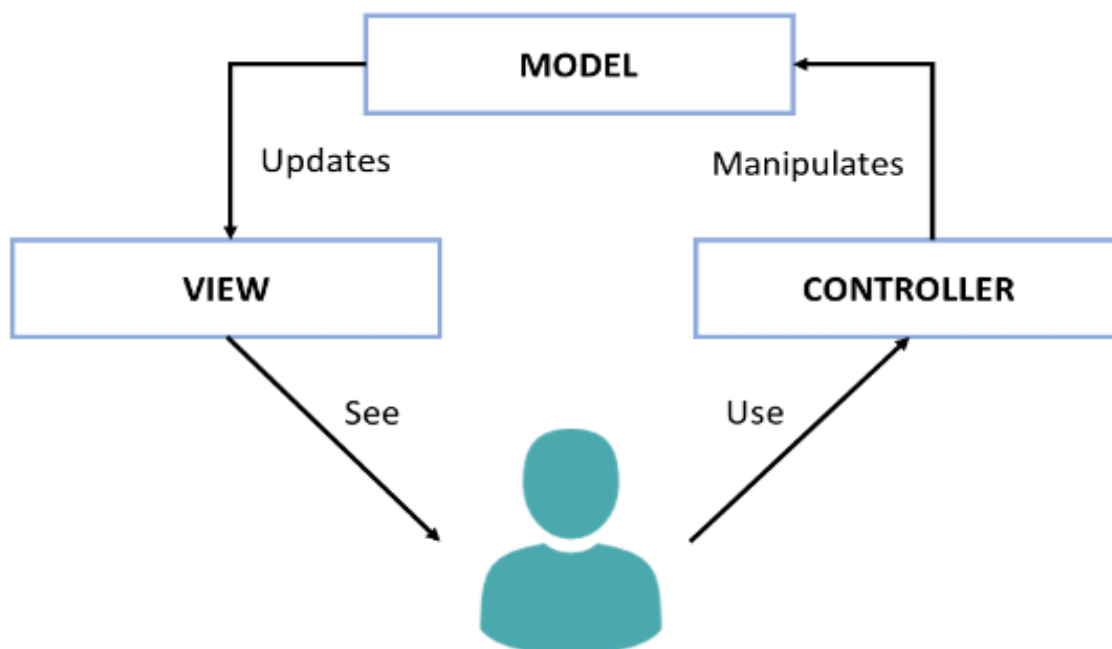 MODEL
Updates
Manipulates
VIEW
CONTROLLER
See
Use